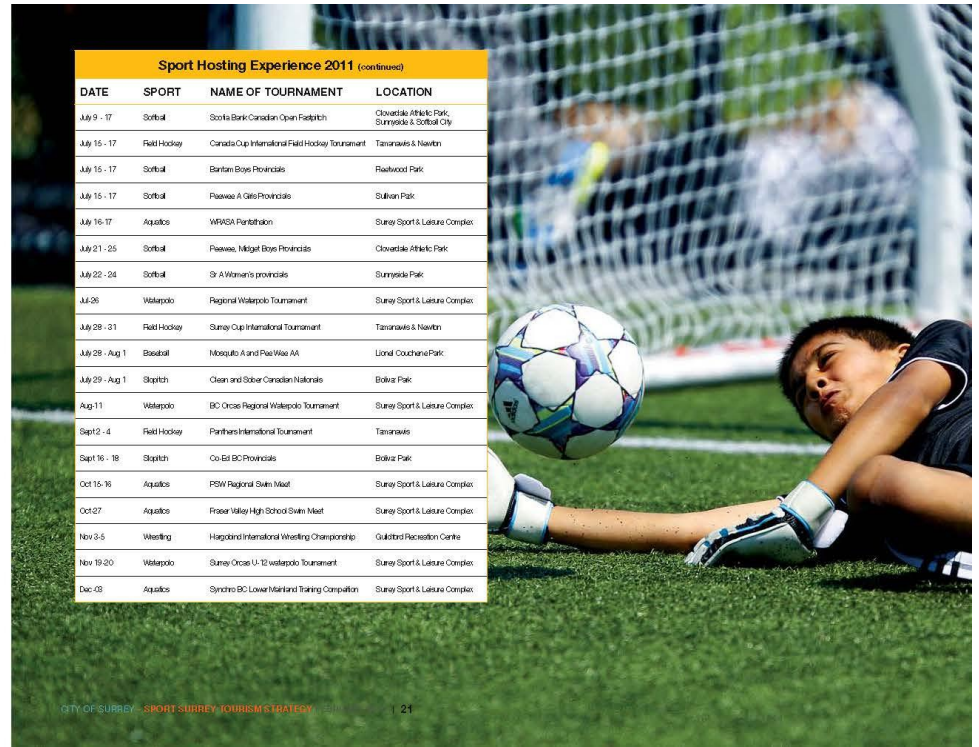 Sport Hosting Experience 2011 (continued)
DATE SPORT NAME OF TOURNAMENT LOCATION
July 9 - 17 Softball Scotia Bank Canadian Open Fastpitch Cloverdale Athletic Park,
Sunnyside & Softball City
July 15 - 17 Field Hockey Canada Cup International Field Hockey Torunament Tamanawis & Newton
July 15 - 17 Softball Bantam Boys Provincials Fleetwood Park
July 15 - 17 Softball Peewee A Girls Provincials Sullivan Park
July 16-17 Aquatics WRASA Pentathalon Surrey Sport & Leisure Complex
July 21 - 25 Softball Peewee, Midget Boys Provincials Cloverdale Athletic Park
July 22 - 24 Softball Sr A Women's provincials Sunnyside Park
Jul-26 Waterpolo Regional Waterpolo Tournament Surrey Sport & Leisure Complex
July 28 - 31 Field Hockey Surrey Cup International Tournament Tamanawis & Newton
July 28 - Aug 1 Baseball Mosquito A and Pee Wee AA Lionel Couchene Park
July 29 - Aug 1 Slopitch Clean and Sober Canadian Nationals Bolivar Park
Aug-11 Waterpolo BC Orcas Regional Waterpolo Tournament Surrey Sport & Leisure Complex
Sept 2 - 4 Field Hockey Panthers International Tournament Tamanawis
Sept 16 - 18 Slopitch Co-Ed BC Provincials Bolivar Park
Oct 15-16 Aquatics PSW Regional Swim Meet Surrey Sport & Leisure Complex
Oct-27 Aquatics Fraser Valley High School Swim Meet Surrey Sport & Leisure Complex
Nov 3-5 Wrestling Hargobind International Wrestling Championship Guildford Recreation Centre
Nov 19-20 Waterpolo Surrey Orcas U-12 waterpolo Tournament Surrey Sport & Leisure Complex
Dec-03 Aquatics Synchro BC Lower Mainland Training Competition Surrey Sport & Leisure Complex
CITY OF SURREY - SPORT SURREY TOURISM STRATEGY | 21